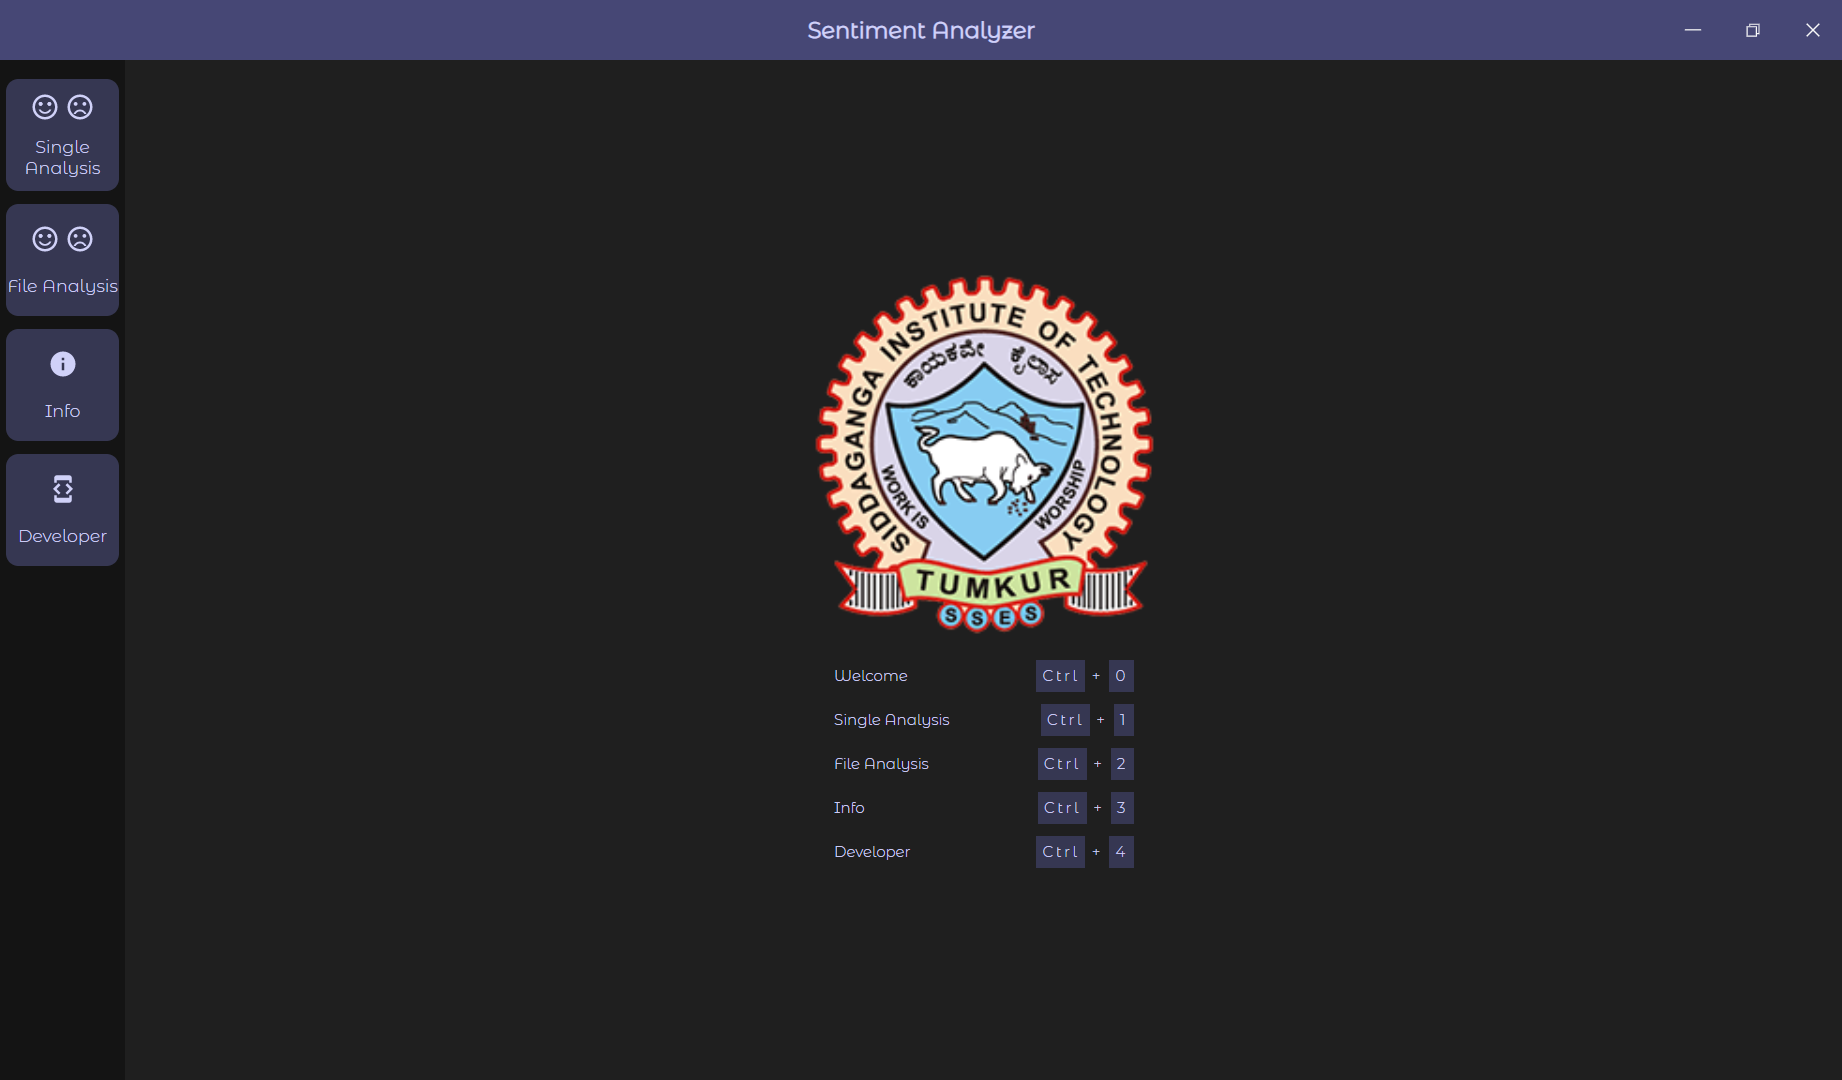 Sentiment Analyzer
Single
Analysis
File Analysis
Info
Developer
SIDDAGANGA INSTITUTE OF TECHNOLOGY
ಕಾಯಕವೇ ಕೈಲಾಸ
WORK IS WORSHIP
TUMKUR
SSES
Welcome Ctrl + 0
Single Analysis Ctrl + 1
File Analysis Ctrl + 2
Info Ctrl + 3
Developer Ctrl + 4